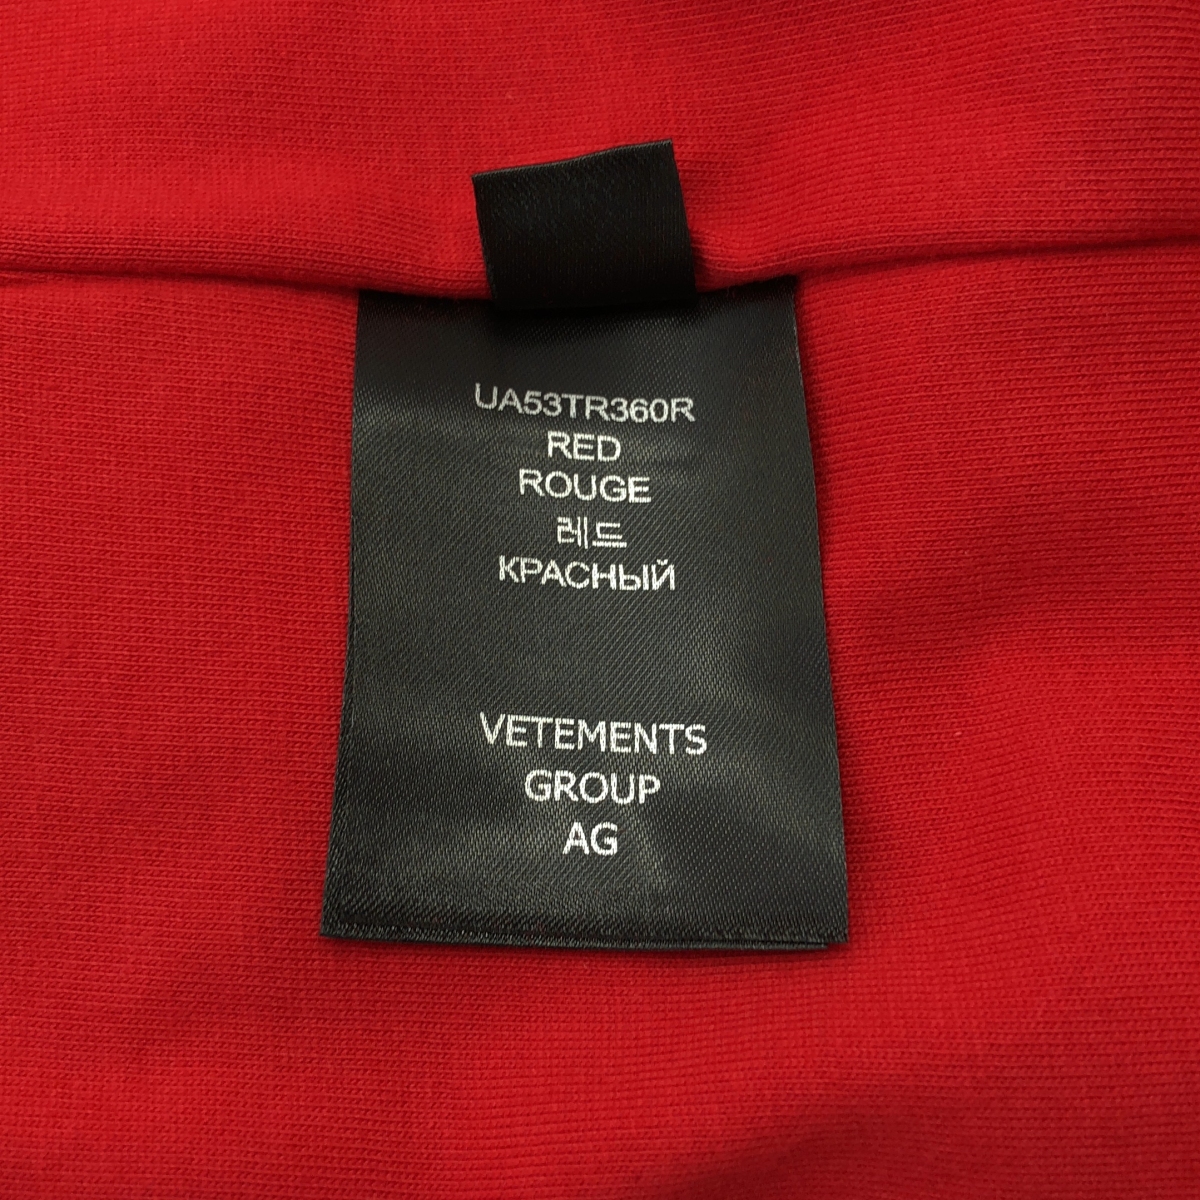 UA53TR360R
RED
ROUGE
레드
КРАСНЫЙ
VETEMENTS
GROUP
AG